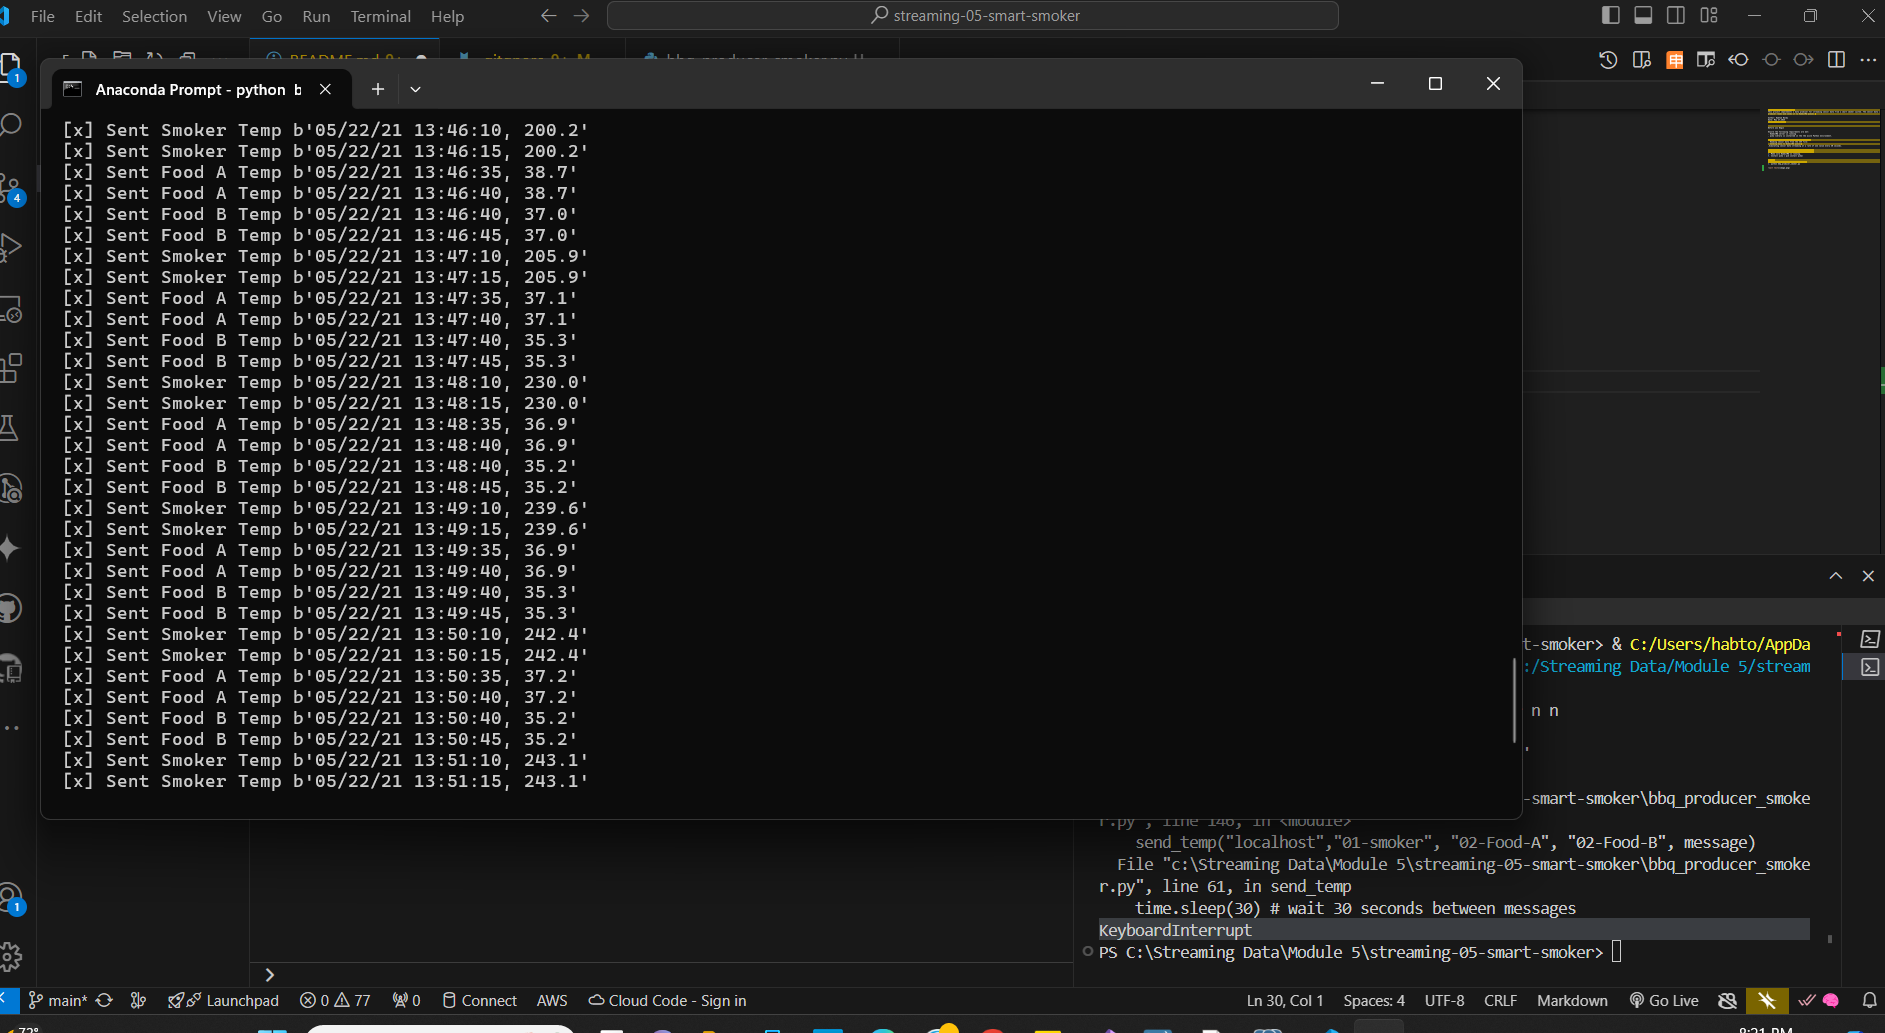 File Edit Selection View Go Run Terminal Help
streaming-05-smart-smoker
Anaconda Prompt - python b
[x] Sent Smoker Temp b'05/22/21 13:46:10, 200.2'
[x] Sent Smoker Temp b'05/22/21 13:46:15, 200.2'
[x] Sent Food A Temp b'05/22/21 13:46:35, 38.7'
[x] Sent Food A Temp b'05/22/21 13:46:40, 38.7'
[x] Sent Food B Temp b'05/22/21 13:46:40, 37.0'
[x] Sent Food B Temp b'05/22/21 13:46:45, 37.0'
[x] Sent Smoker Temp b'05/22/21 13:47:10, 205.9'
[x] Sent Smoker Temp b'05/22/21 13:47:15, 205.9'
[x] Sent Food A Temp b'05/22/21 13:47:35, 37.1'
[x] Sent Food A Temp b'05/22/21 13:47:40, 37.1'
[x] Sent Food B Temp b'05/22/21 13:47:40, 35.3'
[x] Sent Food B Temp b'05/22/21 13:47:45, 35.3'
[x] Sent Smoker Temp b'05/22/21 13:48:10, 230.0'
[x] Sent Smoker Temp b'05/22/21 13:48:15, 230.0'
[x] Sent Food A Temp b'05/22/21 13:48:35, 36.9'
[x] Sent Food A Temp b'05/22/21 13:48:40, 36.9'
[x] Sent Food B Temp b'05/22/21 13:48:40, 35.2'
[x] Sent Food B Temp b'05/22/21 13:48:45, 35.2'
[x] Sent Smoker Temp b'05/22/21 13:49:10, 239.6'
[x] Sent Smoker Temp b'05/22/21 13:49:15, 239.6'
[x] Sent Food A Temp b'05/22/21 13:49:35, 36.9'
[x] Sent Food A Temp b'05/22/21 13:49:40, 36.9'
[x] Sent Food B Temp b'05/22/21 13:49:40, 35.3'
[x] Sent Food B Temp b'05/22/21 13:49:45, 35.3'
[x] Sent Smoker Temp b'05/22/21 13:50:10, 242.4'
[x] Sent Smoker Temp b'05/22/21 13:50:15, 242.4'
[x] Sent Food A Temp b'05/22/21 13:50:35, 37.2'
[x] Sent Food A Temp b'05/22/21 13:50:40, 37.2'
[x] Sent Food B Temp b'05/22/21 13:50:40, 35.2'
[x] Sent Food B Temp b'05/22/21 13:50:45, 35.2'
[x] Sent Smoker Temp b'05/22/21 13:51:10, 243.1'
[x] Sent Smoker Temp b'05/22/21 13:51:15, 243.1'
t-smoker> & C:/Users/habto/AppDa
:/Streaming Data/Module 5/stream
n n
'
-smart-smoker\bbq_producer_smoke
r.py", line 146, in <module>
send_temp("localhost","01-smoker", "02-Food-A", "02-Food-B", message)
File "c:\Streaming Data\Module 5\streaming-05-smart-smoker\bbq_producer_smoke
r.py", line 61, in send_temp
time.sleep(30) # wait 30 seconds between messages
KeyboardInterrupt
PS C:\Streaming Data\Module 5\streaming-05-smart-smoker>
1
4
1
main* Launchpad 0 77 0 Connect AWS Cloud Code - Sign in Ln 30, Col 1 Spaces: 4 UTF-8 CRLF Markdown Go Live